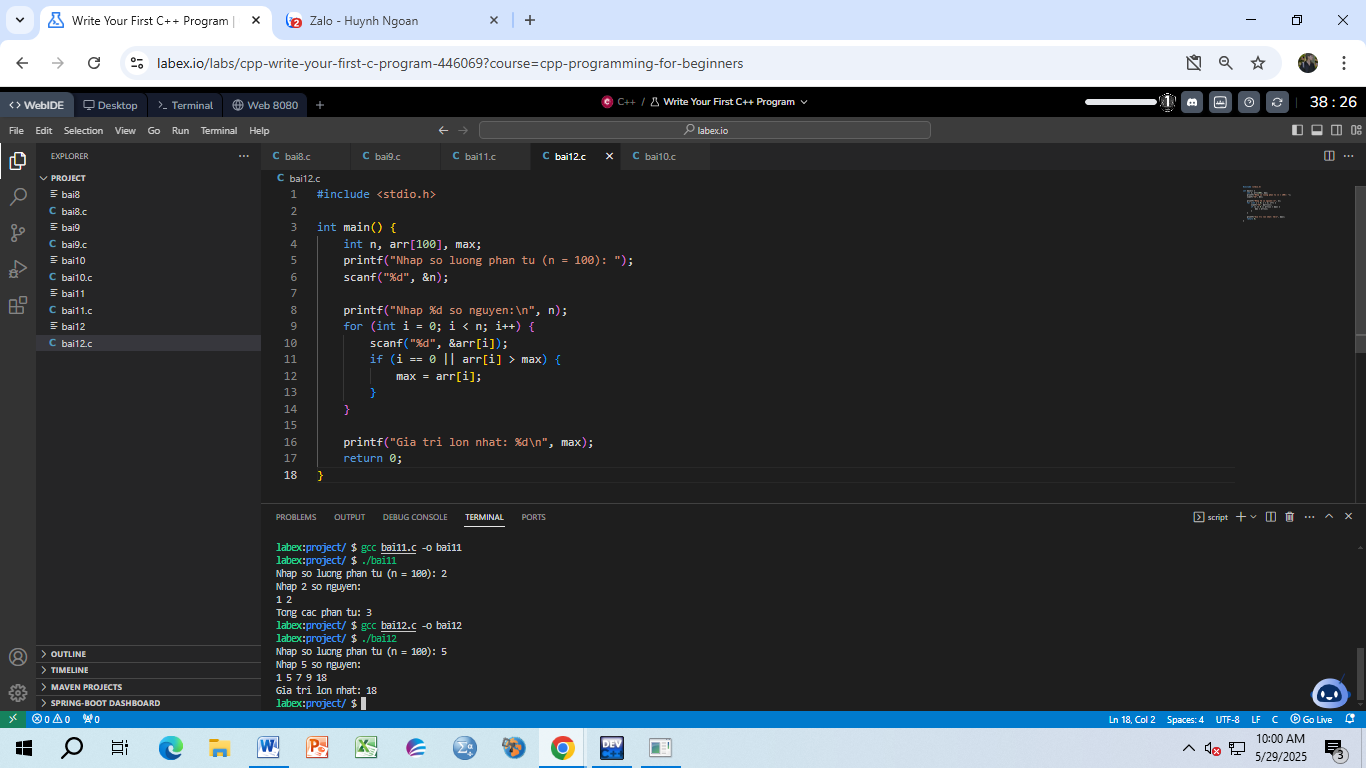 Write Your First C++ Program |
Zalo - Huynh Ngoan
labex.io/labs/cpp-write-your-first-c-program-446069?course=cpp-programming-for-beginners
WebIDE
Desktop
Terminal
Web 8080
C++ / Write Your First C++ Program
1
38 : 26
File Edit Selection View Go Run Terminal Help
labex.io
EXPLORER
PROJECT
bai8
bai8.c
bai9
bai9.c
bai10
bai10.c
bai11
bai11.c
bai12
bai12.c
OUTLINE
TIMELINE
MAVEN PROJECTS
SPRING-BOOT DASHBOARD
C bai8.c
C bai9.c
C bai11.c
C bai12.c
C bai10.c
C bai12.c
1 #include <stdio.h>
2
3 int main() {
4 int n, arr[100], max;
5 printf("Nhap so luong phan tu (n = 100): ");
6 scanf("%d", &n);
7
8 printf("Nhap %d so nguyen:\n", n);
9 for (int i = 0; i < n; i++) {
10 scanf("%d", &arr[i]);
11 if (i == 0 || arr[i] > max) {
12 max = arr[i];
13 }
14 }
15
16 printf("Gia tri lon nhat: %d\n", max);
17 return 0;
18 }
PROBLEMS OUTPUT DEBUG CONSOLE TERMINAL PORTS
script
labex:project/ $ gcc bai11.c -o bai11
labex:project/ $ ./bai11
Nhap so luong phan tu (n = 100): 2
Nhap 2 so nguyen:
1 2
Tong cac phan tu: 3
labex:project/ $ gcc bai12.c -o bai12
labex:project/ $ ./bai12
Nhap so luong phan tu (n = 100): 5
Nhap 5 so nguyen:
1 5 7 9 18
Gia tri lon nhat: 18
labex:project/ $
0 0 0
Ln 18, Col 2 Spaces: 4 UTF-8 LF C Go Live
10:00 AM
5/29/2025
3